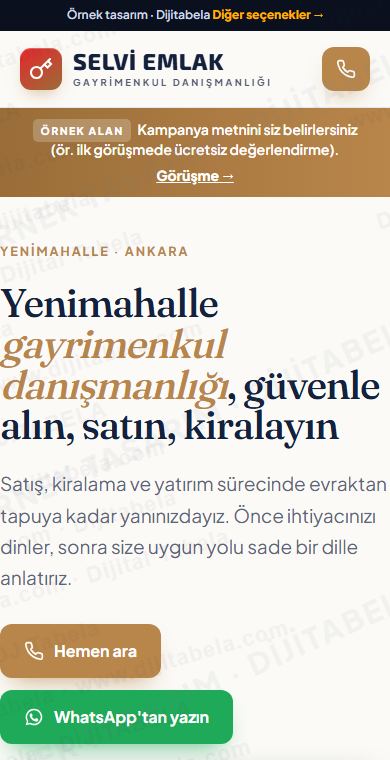 Örnek tasarım · Dijitabela Diğer seçenekler →
SELVİ EMLAK
GAYRİMENKUL DANIŞMANLIĞI
ÖRNEK ALAN Kampanya metnini siz belirlersiniz
(ör. ilk görüşmede ücretsiz değerlendirme).
Görüşme →
YENİMAHALLE · ANKARA
Yenimahalle
gayrimenkul
danışmanlığı, güvenle
alın, satın, kiralayın
Satış, kiralama ve yatırım sürecinde evraktan
tapuya kadar yanınızdayız. Önce ihtiyacınızı
dinler, sonra size uygun yolu sade bir dille
anlatırız.
Hemen ara
WhatsApp'tan yazın